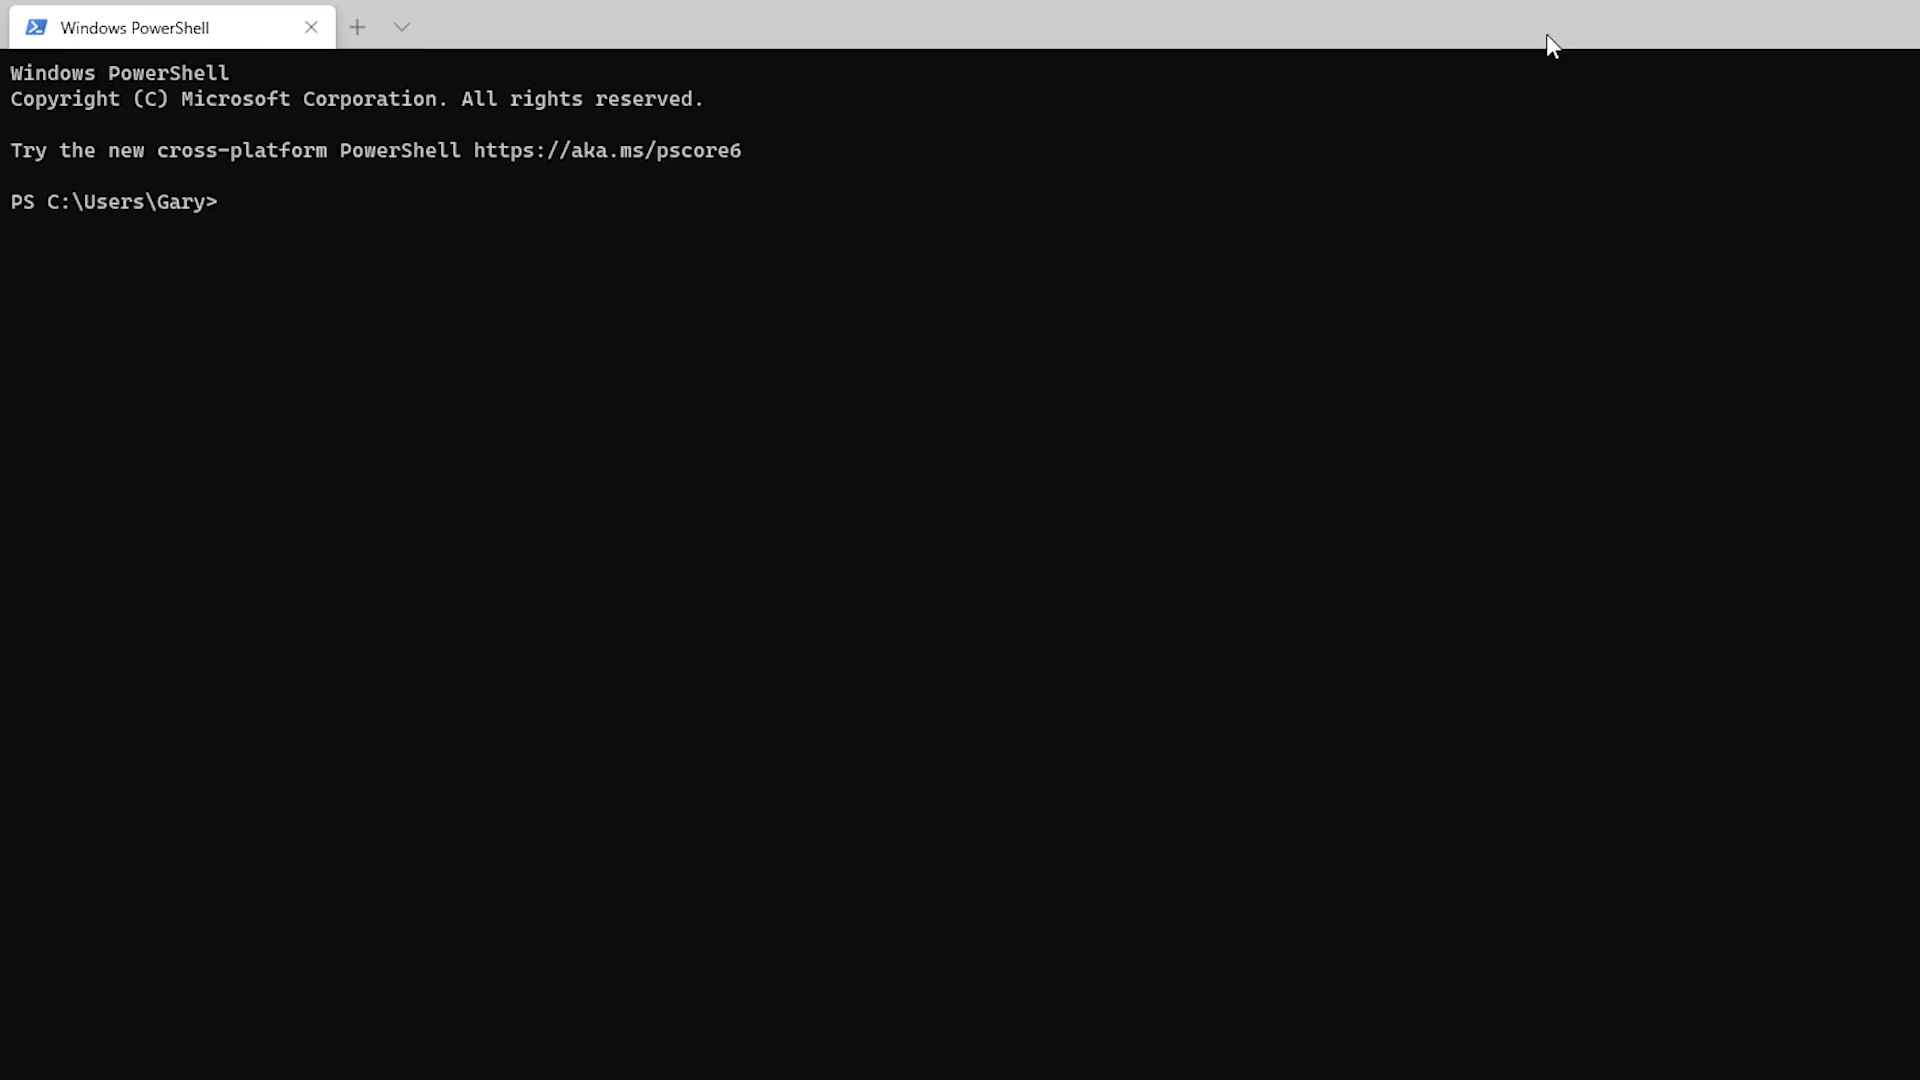 Windows PowerShell
Windows PowerShell
Copyright (C) Microsoft Corporation. All rights reserved.
Try the new cross-platform PowerShell https://aka.ms/pscore6
PS C:\Users\Gary>